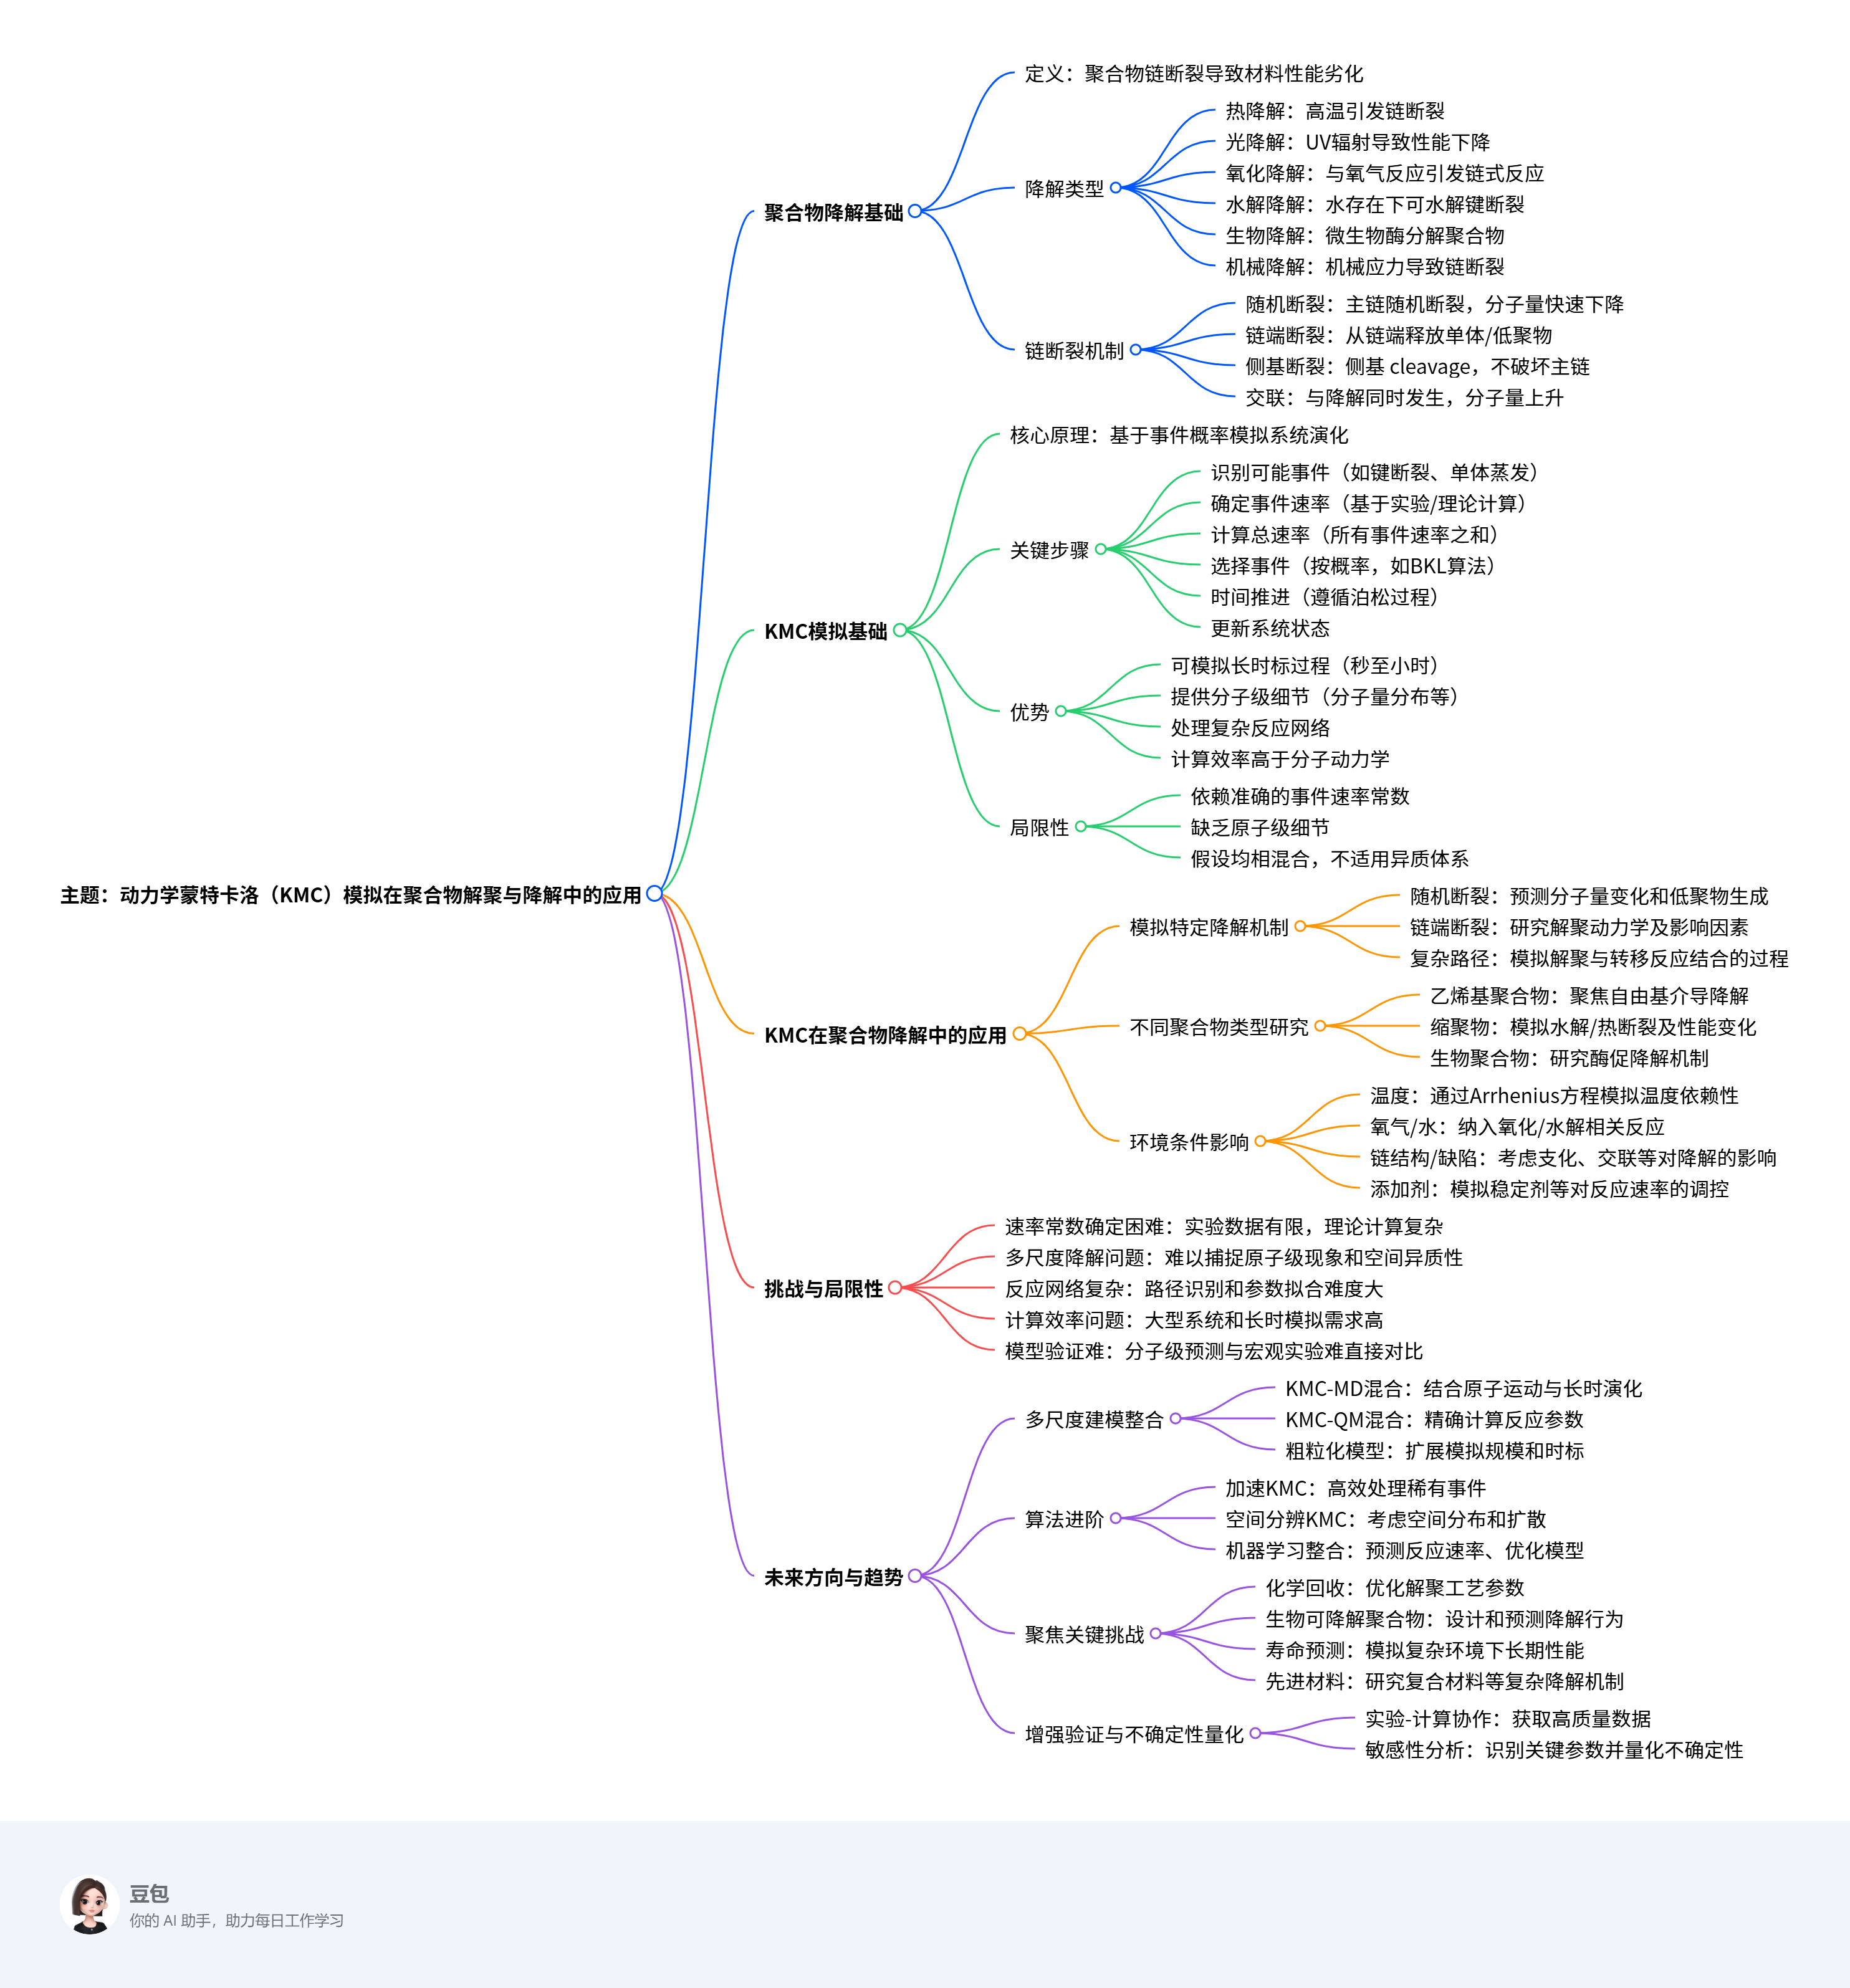 主题：动力学蒙特卡洛（KMC）模拟在聚合物解聚与降解中的应用
聚合物降解基础
定义：聚合物链断裂导致材料性能劣化
降解类型
热降解：高温引发链断裂
光降解：UV辐射导致性能下降
氧化降解：与氧气反应引发链式反应
水解降解：水存在下可水解键断裂
生物降解：微生物酶分解聚合物
机械降解：机械应力导致链断裂
链断裂机制
随机断裂：主链随机断裂，分子量快速下降
链端断裂：从链端释放单体/低聚物
侧基断裂：侧基 cleavage，不破坏主链
交联：与降解同时发生，分子量上升
KMC模拟基础
核心原理：基于事件概率模拟系统演化
关键步骤
识别可能事件（如键断裂、单体蒸发）
确定事件速率（基于实验/理论计算）
计算总速率（所有事件速率之和）
选择事件（按概率，如BKL算法）
时间推进（遵循泊松过程）
更新系统状态
优势
可模拟长时标过程（秒至小时）
提供分子级细节（分子量分布等）
处理复杂反应网络
计算效率高于分子动力学
局限性
依赖准确的事件速率常数
缺乏原子级细节
假设均相混合，不适用异质体系
KMC在聚合物降解中的应用
模拟特定降解机制
随机断裂：预测分子量变化和低聚物生成
链端断裂：研究解聚动力学及影响因素
复杂路径：模拟解聚与转移反应结合的过程
不同聚合物类型研究
乙烯基聚合物：聚焦自由基介导降解
缩聚物：模拟水解/热断裂及性能变化
生物聚合物：研究酶促降解机制
环境条件影响
温度：通过Arrhenius方程模拟温度依赖性
氧气/水：纳入氧化/水解相关反应
链结构/缺陷：考虑支化、交联等对降解的影响
添加剂：模拟稳定剂等对反应速率的调控
挑战与局限性
速率常数确定困难：实验数据有限，理论计算复杂
多尺度降解问题：难以捕捉原子级现象和空间异质性
反应网络复杂：路径识别和参数拟合难度大
计算效率问题：大型系统和长时模拟需求高
模型验证难：分子级预测与宏观实验难直接对比
未来方向与趋势
多尺度建模整合
KMC-MD混合：结合原子运动与长时演化
KMC-QM混合：精确计算反应参数
粗粒化模型：扩展模拟规模和时标
算法进阶
加速KMC：高效处理稀有事件
空间分辨KMC：考虑空间分布和扩散
机器学习整合：预测反应速率、优化模型
聚焦关键挑战
化学回收：优化解聚工艺参数
生物可降解聚合物：设计和预测降解行为
寿命预测：模拟复杂环境下长期性能
先进材料：研究复合材料等复杂降解机制
增强验证与不确定性量化
实验-计算协作：获取高质量数据
敏感性分析：识别关键参数并量化不确定性
豆包
你的 AI 助手，助力每日工作学习